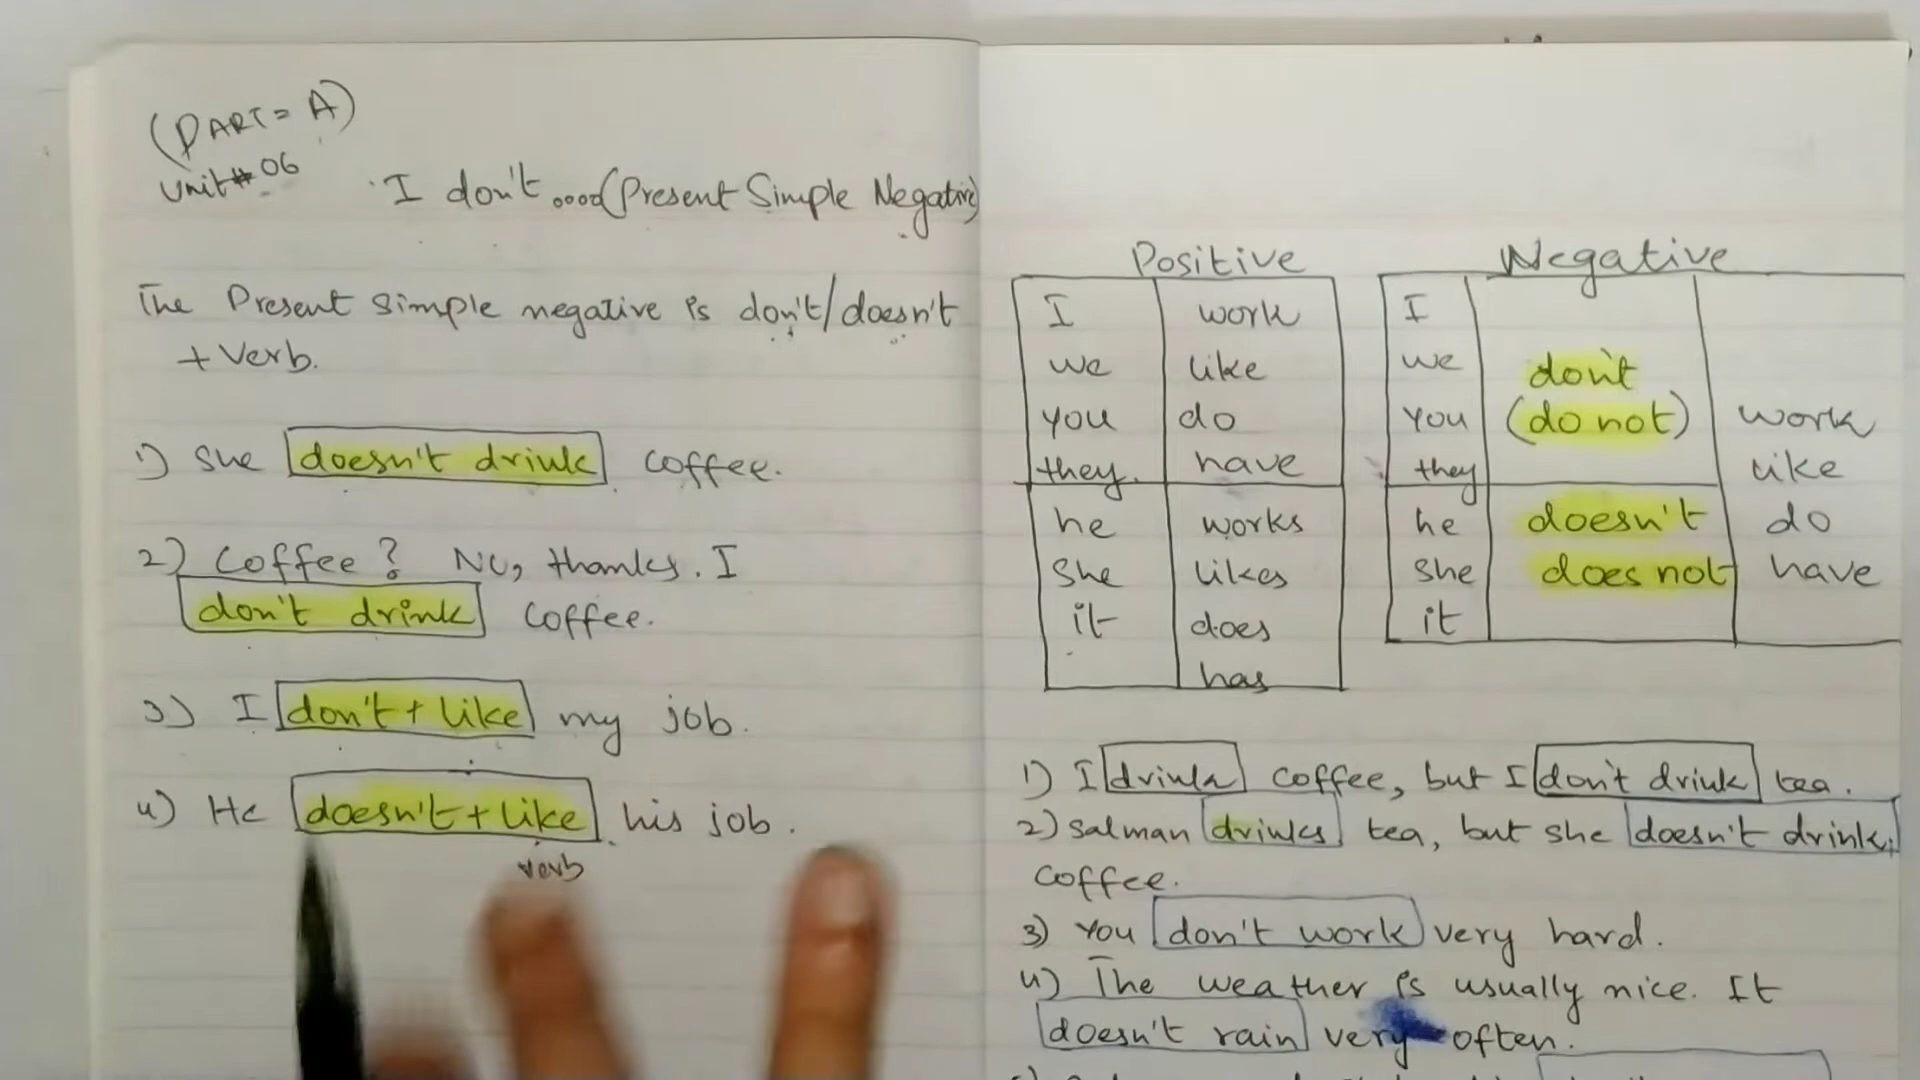 (PART = A)
Unit # 06
I don't ....(Present Simple Negative)
The Present simple negative is don't/doesn't
+ Verb.
1) She doesn't drink coffee.
2) Coffee? No, thanks. I
don't drink coffee.
3) I don't + like my job.
4) He doesn't + like his job.
verb
Positive
I work
we like
you do
they have
he works
She likes
it does
has
Negative
I
we don't
You (do not) work
they like
he doesn't do
She does not have
it
1) I drink coffee, but I don't drink tea.
2) Salman drinks tea, but she doesn't drink
coffee.
3) You don't work very hard.
4) The weather is usually nice. It
doesn't rain very often.